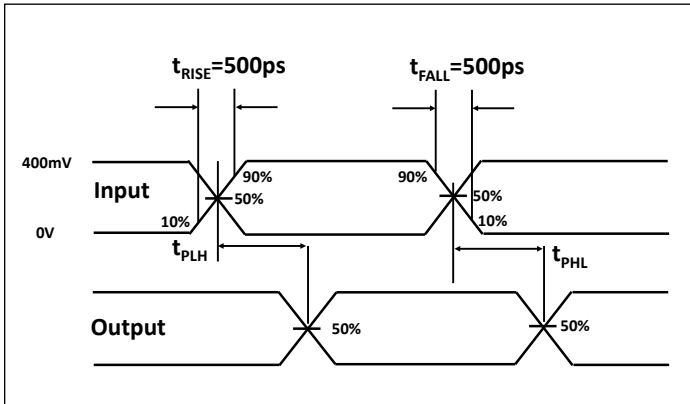 tRISE=500ps
tFALL=500ps
400mV
Input
90%
90%
50%
50%
10%
10%
0V
tPLH
tPHL
Output
50%
50%